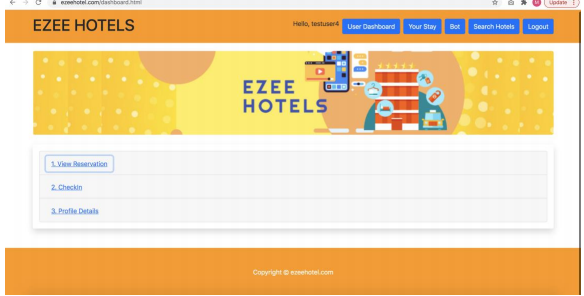 ezeehotel.com/dashboard.html
Update
EZEE HOTELS
Hello, testuser4
User Dashboard
Your Stay
Bot
Search Hotels
Logout
EZEE
HOTELS
1. View Reservation
2. Checkin
3. Profile Details
Copyright © ezeehotel.com